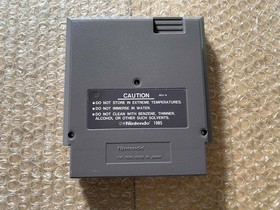 CAUTION
●DO NOT STORE IN EXTREME TEMPERATURES.
●DO NOT IMMERSE IN WATER.
●DO NOT CLEAN WITH BENZENE, THINNER,
ALCOHOL OR OTHER SUCH SOLVENTS.
©Nintendo 1985
Nintendo